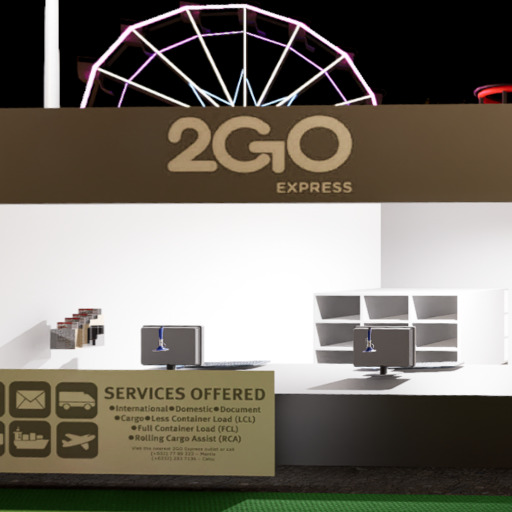 2GO
EXPRESS
SERVICES OFFERED
•International•Domestic•Document
•Cargo•Less Container Load (LCL)
•Full Container Load (FCL)
•Rolling Cargo Assist (RCA)